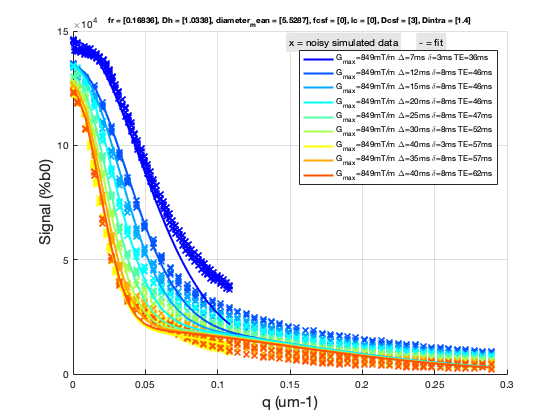 fr = [0.16836], Dh = [1.0338], diameter_mean = [5.5287], fcsf = [0], lc = [0], Dcsf = [3], Dintra = [1.4]
×10⁴
x = noisy simulated data - = fit
G_max=849mT/m Δ=7ms δ=3ms TE=36ms
G_max=849mT/m Δ=12ms δ=8ms TE=46ms
G_max=849mT/m Δ=15ms δ=8ms TE=46ms
G_max=849mT/m Δ=20ms δ=8ms TE=46ms
G_max=849mT/m Δ=25ms δ=8ms TE=47ms
G_max=849mT/m Δ=30ms δ=8ms TE=52ms
G_max=849mT/m Δ=40ms δ=3ms TE=57ms
G_max=849mT/m Δ=35ms δ=8ms TE=57ms
G_max=849mT/m Δ=40ms δ=8ms TE=62ms
15
10
5
0
Signal (%b0)
0 0.05 0.1 0.15 0.2 0.25 0.3
q (um-1)